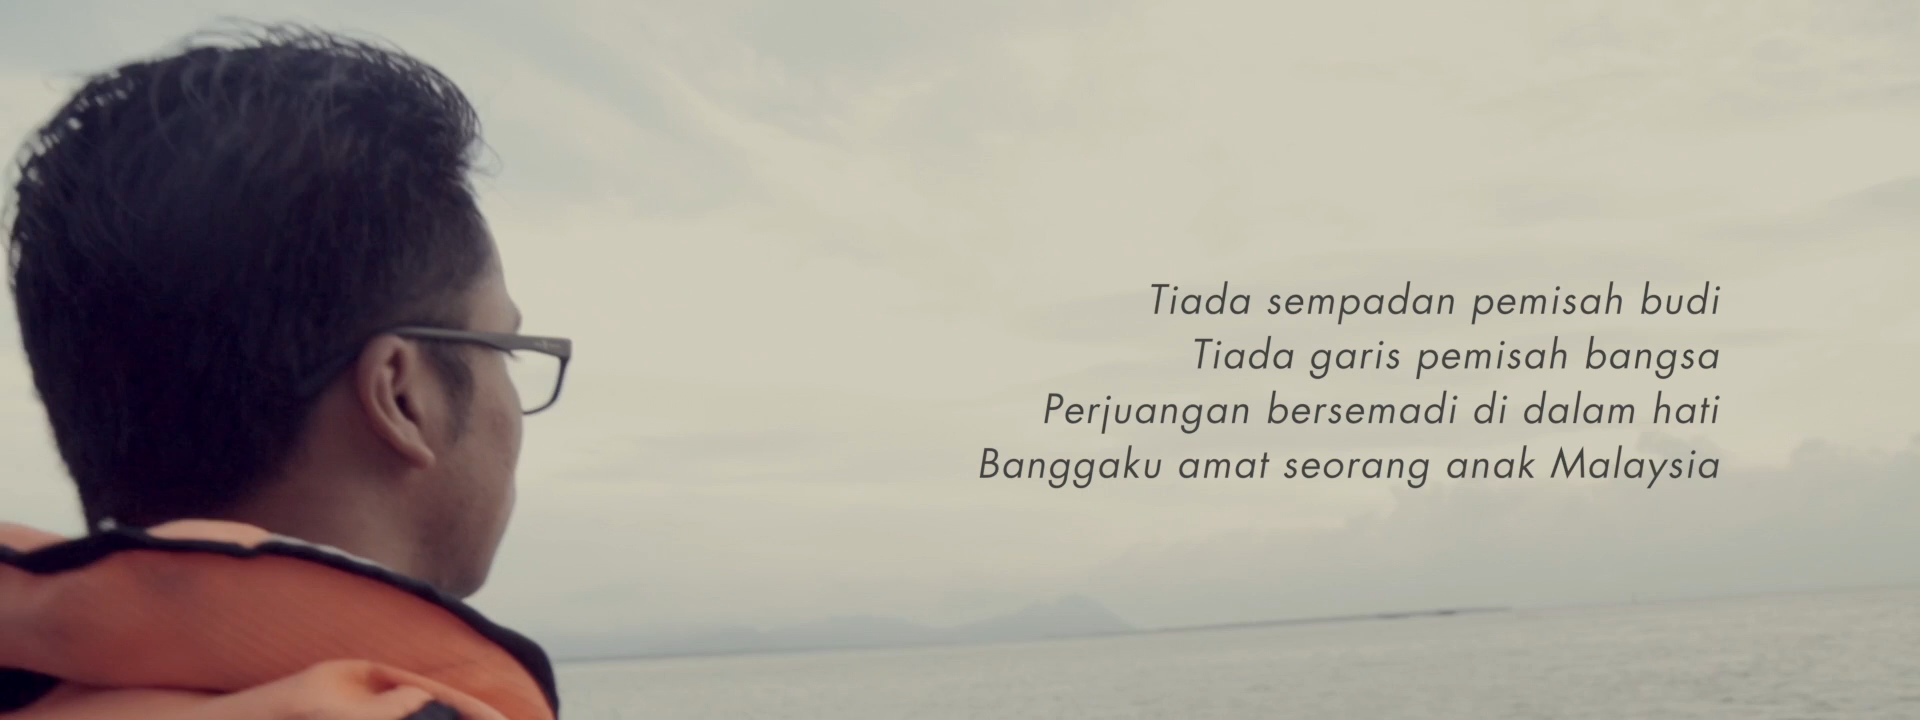 Tiada sempadan pemisah budi
Tiada garis pemisah bangsa
Perjuangan bersemadi di dalam hati
Banggaku amat seorang anak Malaysia